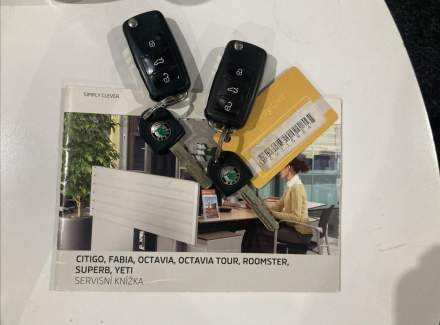 SIMPLY CLEVER
CITIGO, FABIA, OCTAVIA, OCTAVIA TOUR, ROOMSTER,
SUPERB, YETI
SERVISNÍ KNÍŽKA